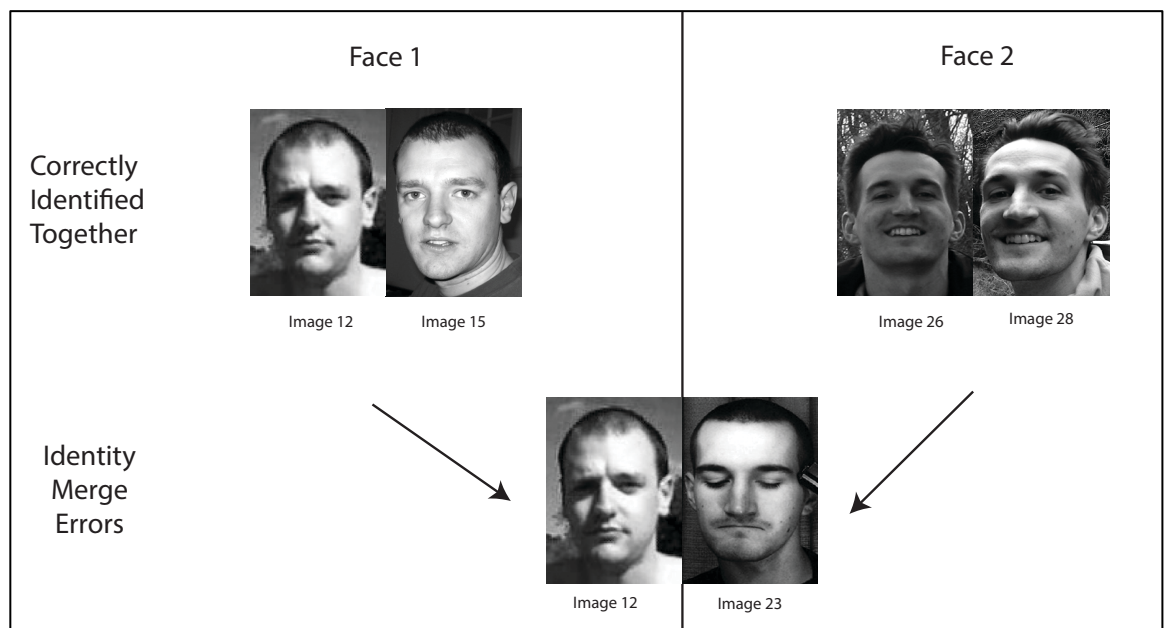 Face 1
Face 2
Correctly
Identified
Together
Image 12
Image 15
Image 26
Image 28
Identity
Merge
Errors
Image 12
Image 23